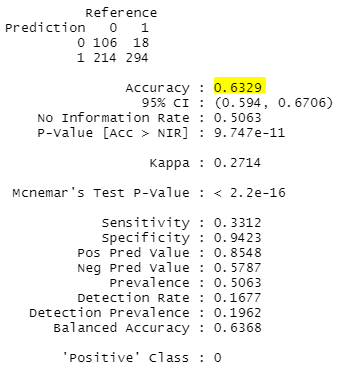 Reference
Prediction 0 1
0 106 18
1 214 294
Accuracy : 0.6329
95% CI : (0.594, 0.6706)
No Information Rate : 0.5063
P-Value [Acc > NIR] : 9.747e-11
Kappa : 0.2714
Mcnemar's Test P-Value : < 2.2e-16
Sensitivity : 0.3312
Specificity : 0.9423
Pos Pred Value : 0.8548
Neg Pred Value : 0.5787
Prevalence : 0.5063
Detection Rate : 0.1677
Detection Prevalence : 0.1962
Balanced Accuracy : 0.6368
'Positive' Class : 0